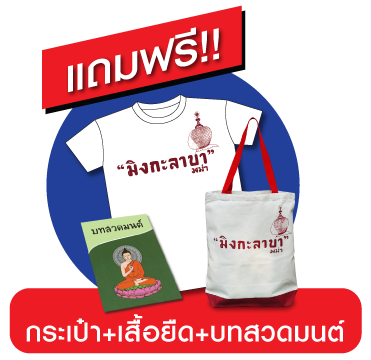 แถมฟรี!!
“มิงกะลาบา”
พม่า
“มิงกะลาบา”
พม่า
บทสวดมนต์
กระเป๋า+เสื้อยืด+บทสวดมนต์